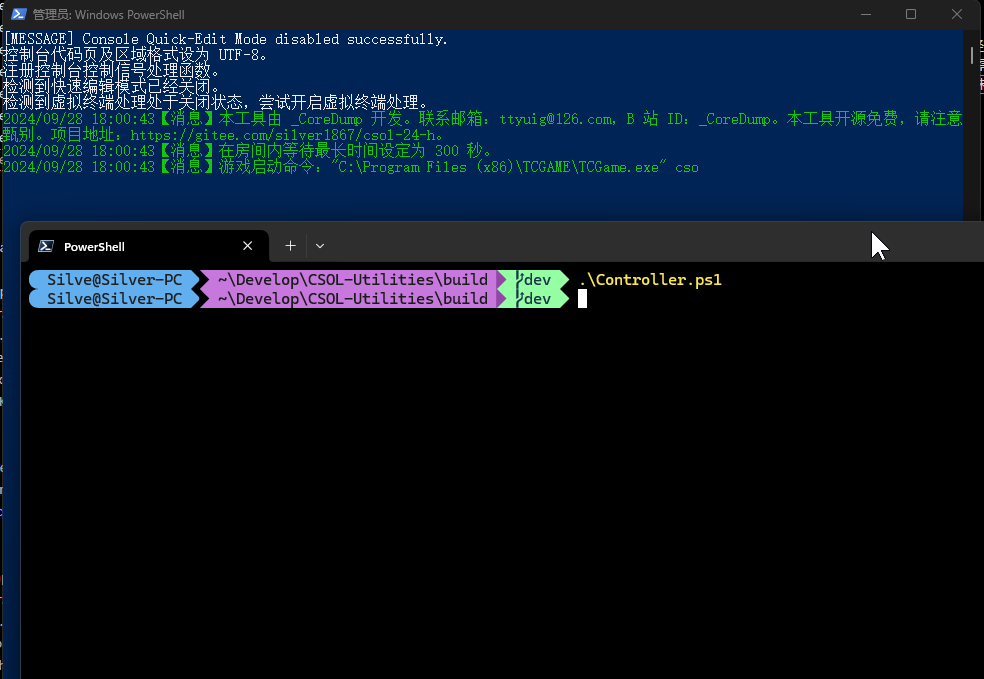 管理员: Windows PowerShell
[MESSAGE] Console Quick-Edit Mode disabled successfully.
控制台代码页及区域格式设为 UTF-8。
注册控制台控制信号处理函数。
检测到快速编辑模式已经关闭。
检测到虚拟终端处理处于关闭状态，尝试开启虚拟终端处理。
2024/09/28 18:00:43【消息】本工具由 _CoreDump 开发。联系邮箱：ttyuig@126.com，B 站 ID：_CoreDump。本工具开源免费，请注意
甄别。项目地址：https://gitee.com/silver1867/csol-24-h。
2024/09/28 18:00:43【消息】在房间内等待最长时间设定为 300 秒。
2024/09/28 18:00:43【消息】游戏启动命令："C:\Program Files (x86)\TCGAME\TCGame.exe" cso
PowerShell
Silve@Silver-PC ~\Develop\CSOL-Utilities\build dev .\Controller.ps1
Silve@Silver-PC ~\Develop\CSOL-Utilities\build dev